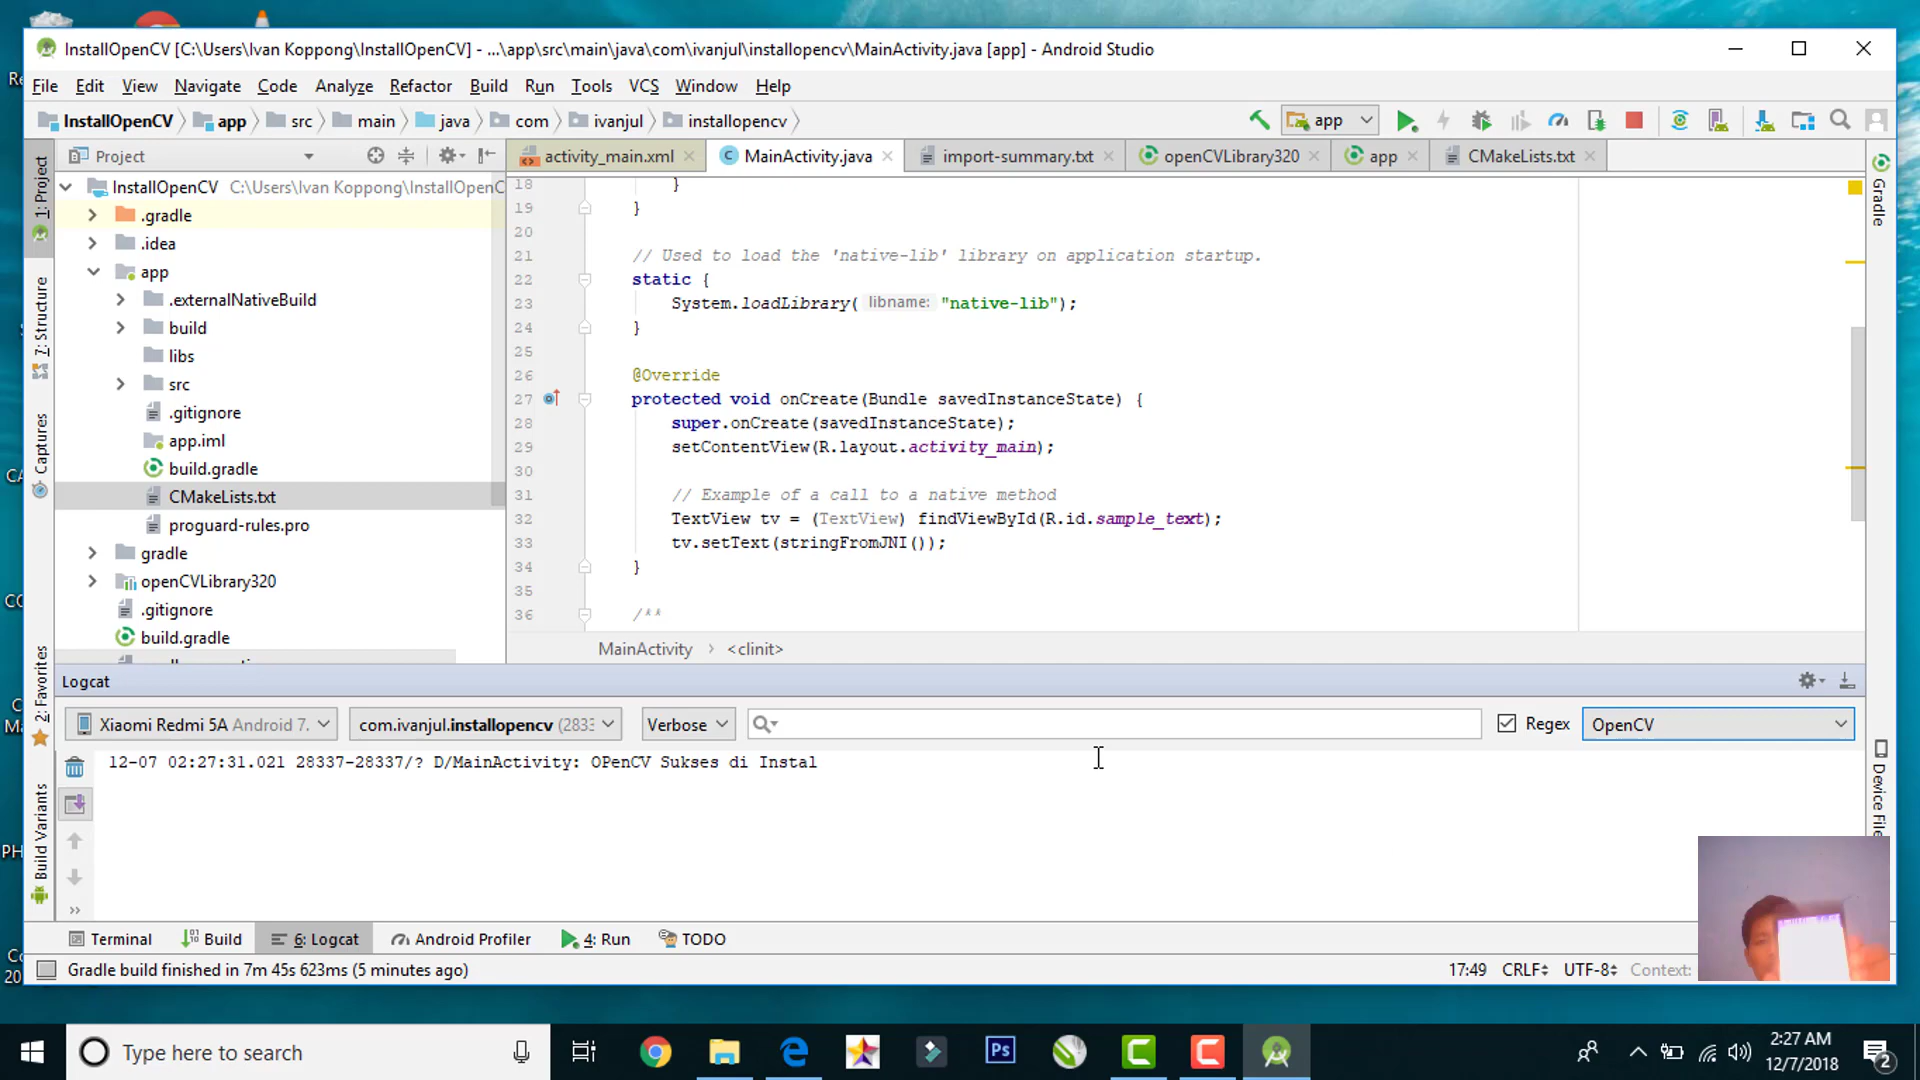 InstallOpenCV [C:\Users\Ivan Koppong\InstallOpenCV] - ...\app\src\main\java\com\ivanjul\installopencv\MainActivity.java [app] - Android Studio
File Edit View Navigate Code Analyze Refactor Build Run Tools VCS Window Help
InstallOpenCV app src main java com ivanjul installopencv app
Project activity_main.xml MainActivity.java import-summary.txt openCVLibrary320 app CMakeLists.txt
1: Project
7: Structure
Captures
2: Favorites
Build Variants
InstallOpenCV C:\Users\Ivan Koppong\InstallOpenC
.gradle
.idea
app
.externalNativeBuild
build
libs
src
.gitignore
app.iml
build.gradle
CMakeLists.txt
proguard-rules.pro
gradle
openCVLibrary320
.gitignore
build.gradle
18 }
19 }
20
21 // Used to load the 'native-lib' library on application startup.
22 static {
23 System.loadLibrary( libname: "native-lib");
24 }
25
26 @Override
27 protected void onCreate(Bundle savedInstanceState) {
28 super.onCreate(savedInstanceState);
29 setContentView(R.layout.activity_main);
30
31 // Example of a call to a native method
32 TextView tv = (TextView) findViewById(R.id.sample_text);
33 tv.setText(stringFromJNI());
34 }
35
36 /**
MainActivity > <clinit>
Gradle
Device File
Logcat
Xiaomi Redmi 5A Android 7. com.ivanjul.installopencv (2833 Verbose Regex OpenCV
12-07 02:27:31.021 28337-28337/? D/MainActivity: OPenCV Sukses di Instal
Terminal Build 6: Logcat Android Profiler 4: Run TODO
Gradle build finished in 7m 45s 623ms (5 minutes ago) 17:49 CRLF UTF-8 Context:
Type here to search Ps 2:27 AM
12/7/2018 2